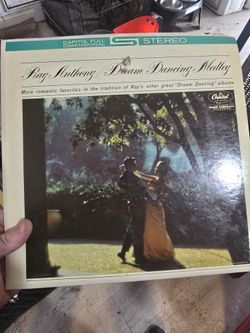 CAPITOL FULL
DIMENSIONAL
STEREO
Ray Anthony / Dream Dancing Medley
More romantic favorites in the tradition of Ray's other great "Dream Dancing" albums
Capitol